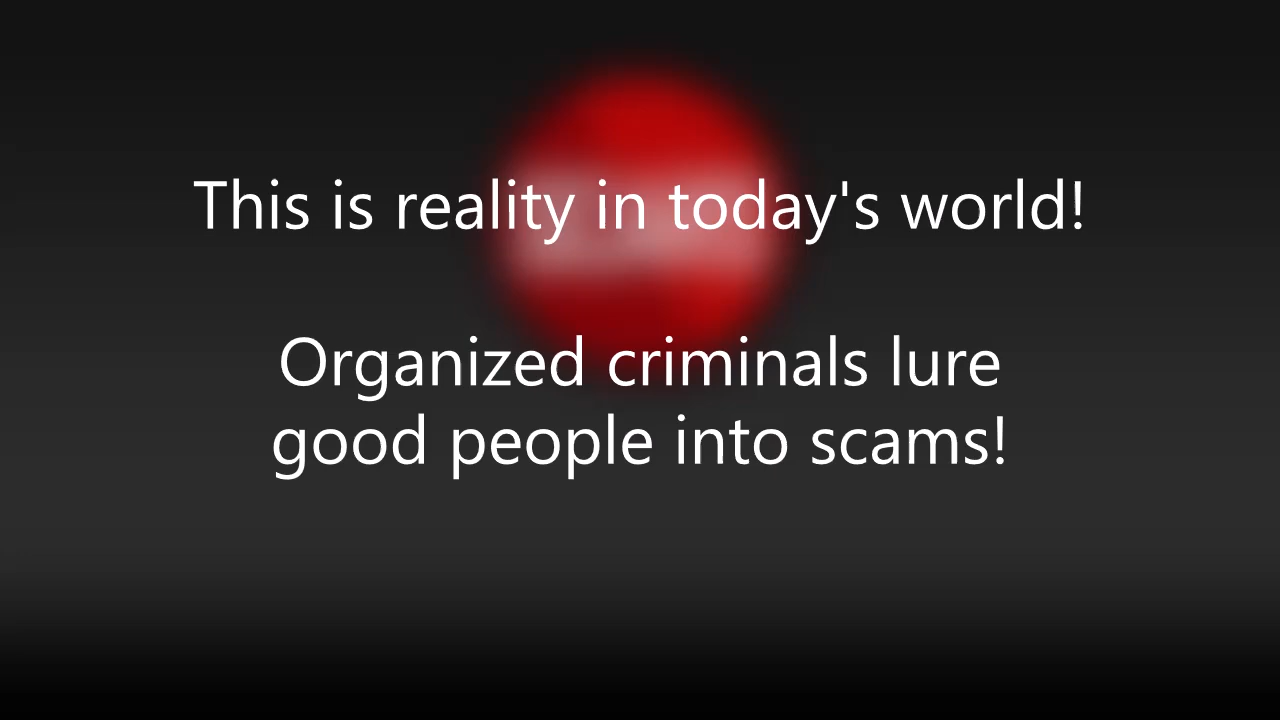 This is reality in today's world!
Organized criminals lure
good people into scams!